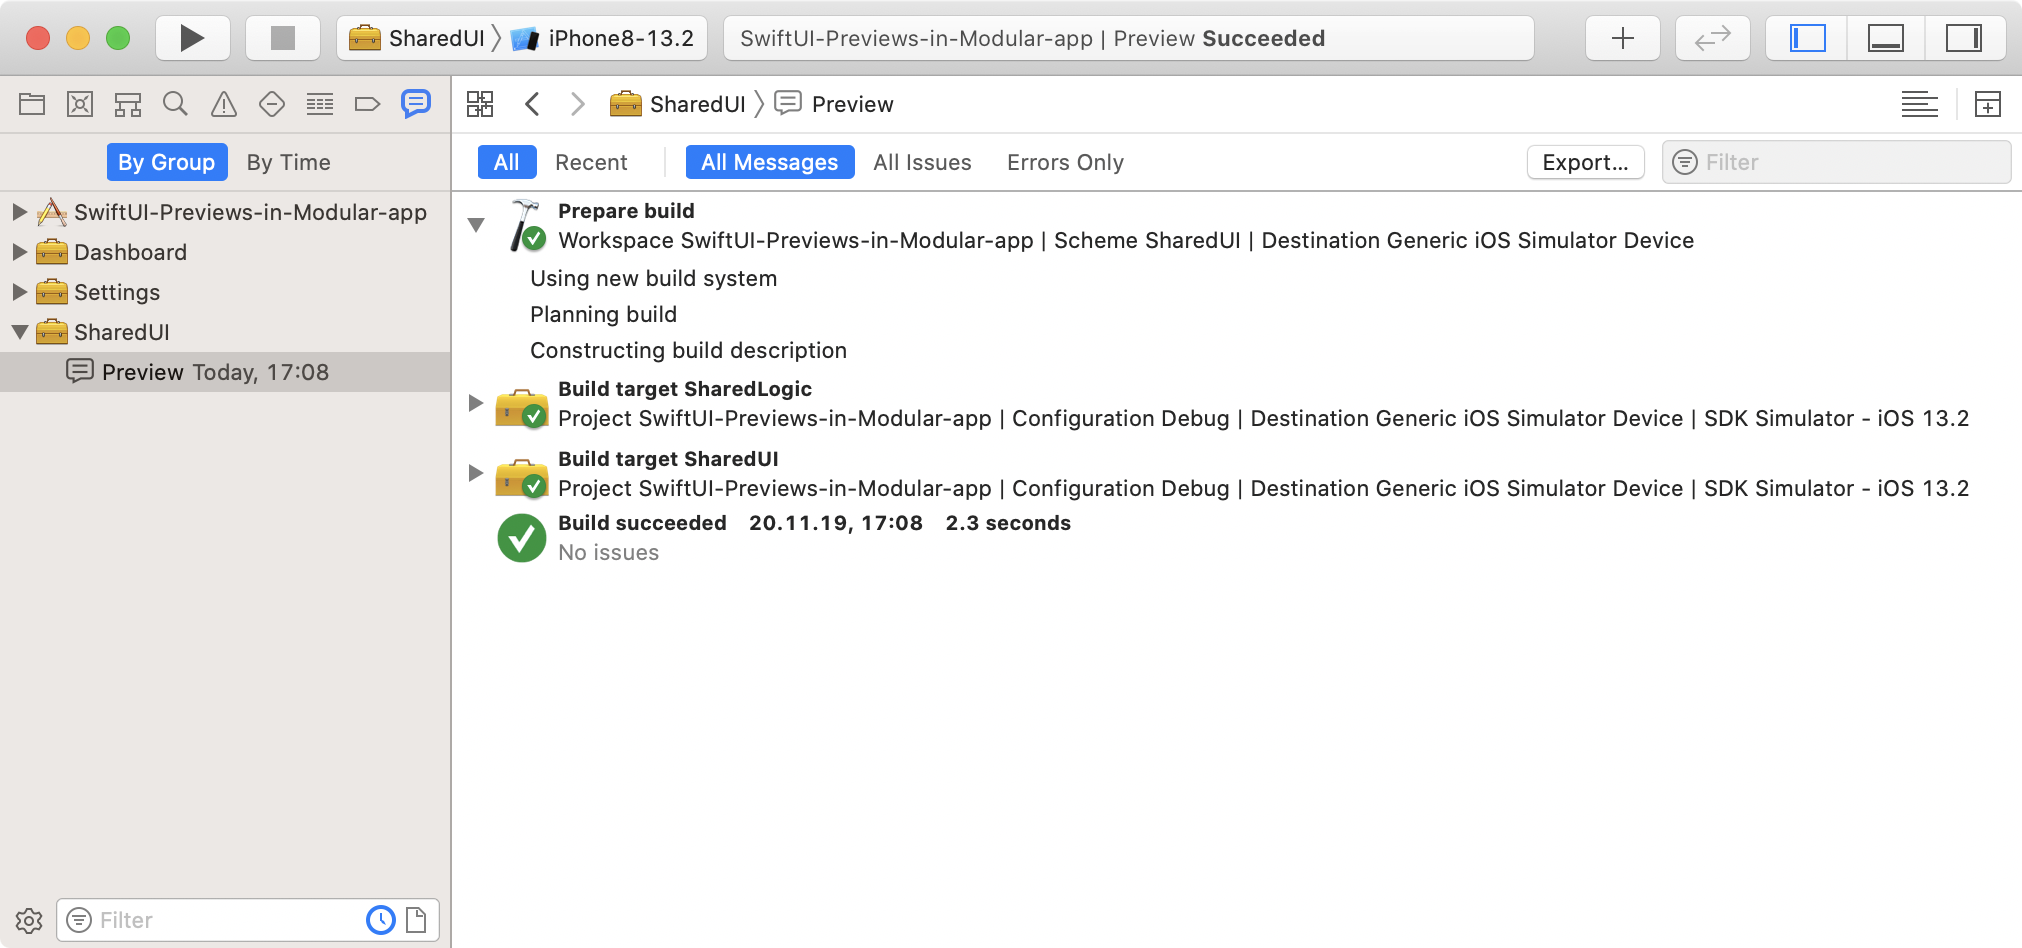 SharedUI iPhone8-13.2 SwiftUI-Previews-in-Modular-app | Preview Succeeded
SharedUI Preview
By Group By Time
All Recent All Messages All Issues Errors Only Export... Filter
SwiftUI-Previews-in-Modular-app
Dashboard
Settings
SharedUI
Preview Today, 17:08
Prepare build
Workspace SwiftUI-Previews-in-Modular-app | Scheme SharedUI | Destination Generic iOS Simulator Device
Using new build system
Planning build
Constructing build description
Build target SharedLogic
Project SwiftUI-Previews-in-Modular-app | Configuration Debug | Destination Generic iOS Simulator Device | SDK Simulator - iOS 13.2
Build target SharedUI
Project SwiftUI-Previews-in-Modular-app | Configuration Debug | Destination Generic iOS Simulator Device | SDK Simulator - iOS 13.2
Build succeeded 20.11.19, 17:08 2.3 seconds
No issues
Filter